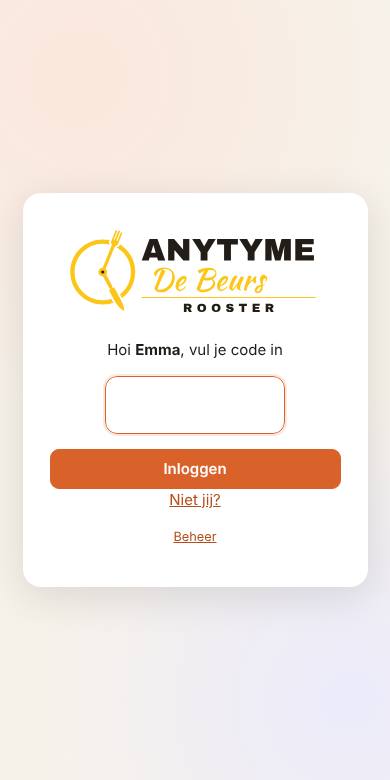 ANYTYME
De Beurs
ROOSTER
Hoi Emma, vul je code in
Inloggen
Niet jij?
Beheer